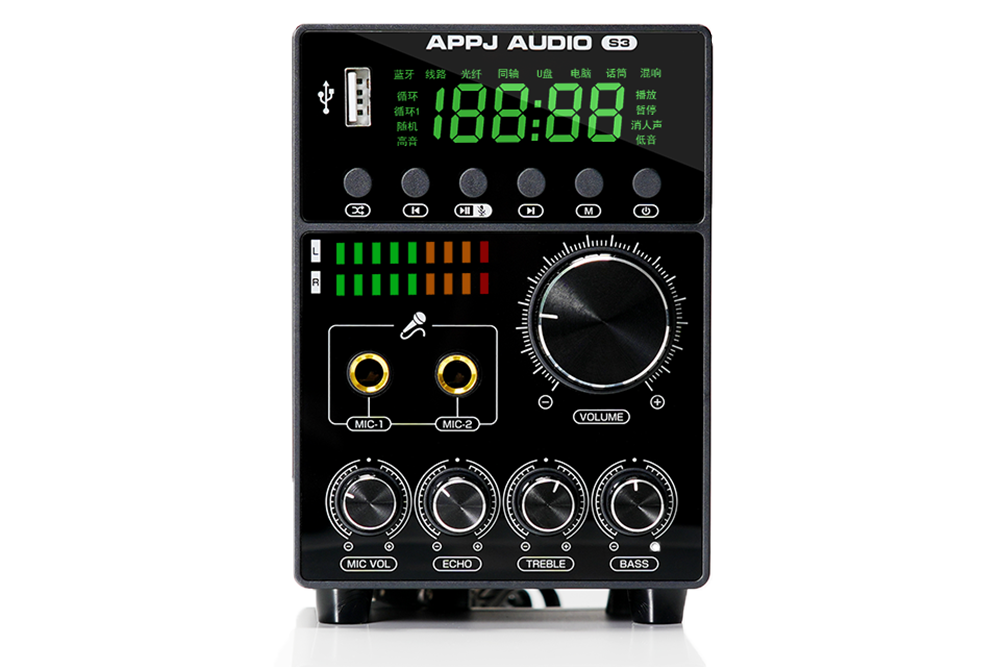 APPJ AUDIO S3
蓝牙 线路 光纤 同轴 U盘 电脑 话筒 混响
循环 播放
循环1 暂停
随机 消人声
高音 低音
188:88
M
L
R
MIC-1 MIC-2
VOLUME
MIC VOL ECHO TREBLE BASS